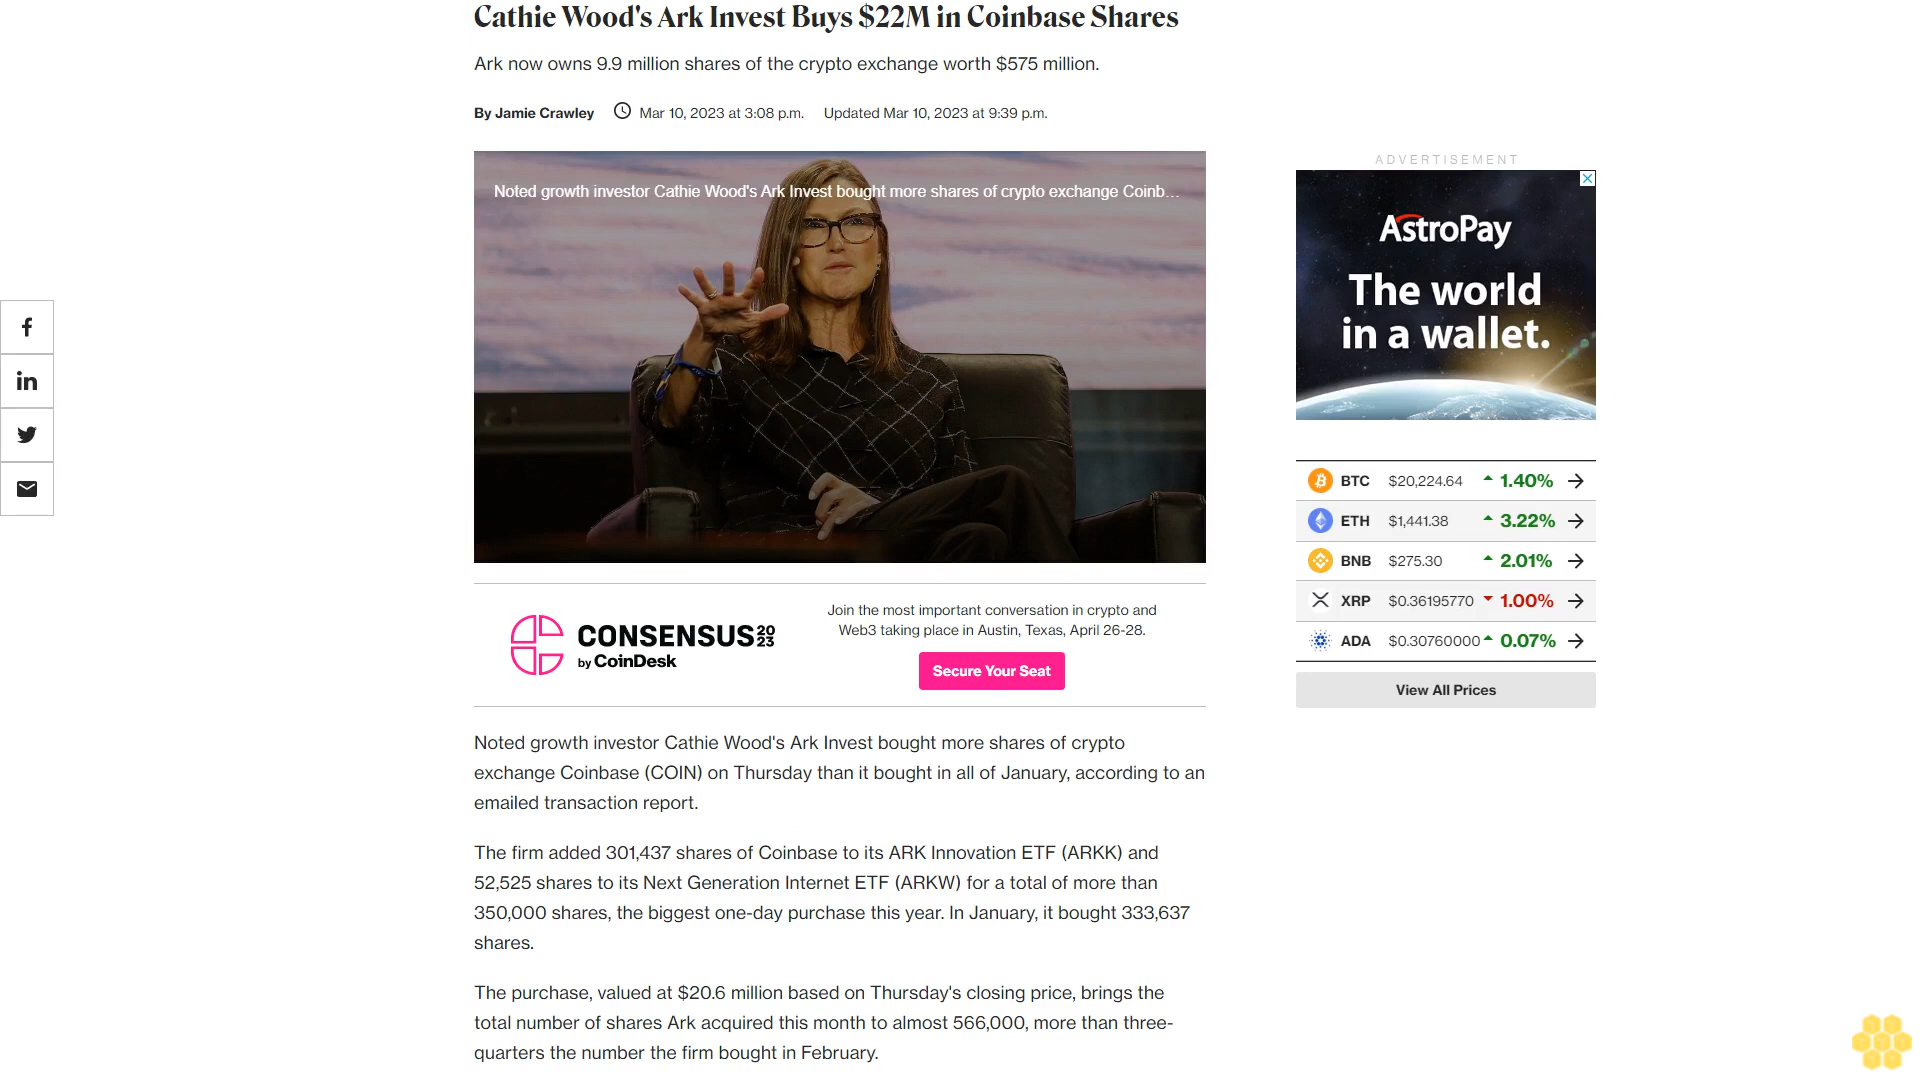 Cathie Wood's Ark Invest Buys $22M in Coinbase Shares
Ark now owns 9.9 million shares of the crypto exchange worth $575 million.
By Jamie Crawley Mar 10, 2023 at 3:08 p.m. Updated Mar 10, 2023 at 9:39 p.m.
Noted growth investor Cathie Wood's Ark Invest bought more shares of crypto exchange Coinb...
CONSENSUS 20
23
by CoinDesk
Join the most important conversation in crypto and
Web3 taking place in Austin, Texas, April 26-28.
Secure Your Seat
Noted growth investor Cathie Wood's Ark Invest bought more shares of crypto
exchange Coinbase (COIN) on Thursday than it bought in all of January, according to an
emailed transaction report.
The firm added 301,437 shares of Coinbase to its ARK Innovation ETF (ARKK) and
52,525 shares to its Next Generation Internet ETF (ARKW) for a total of more than
350,000 shares, the biggest one-day purchase this year. In January, it bought 333,637
shares.
The purchase, valued at $20.6 million based on Thursday's closing price, brings the
total number of shares Ark acquired this month to almost 566,000, more than three-
quarters the number the firm bought in February.
ADVERTISEMENT
AstroPay
The world
in a wallet.
BTC $20,224.64 1.40%
ETH $1,441.38 3.22%
BNB $275.30 2.01%
XRP $0.36195770 1.00%
ADA $0.30760000 0.07%
View All Prices